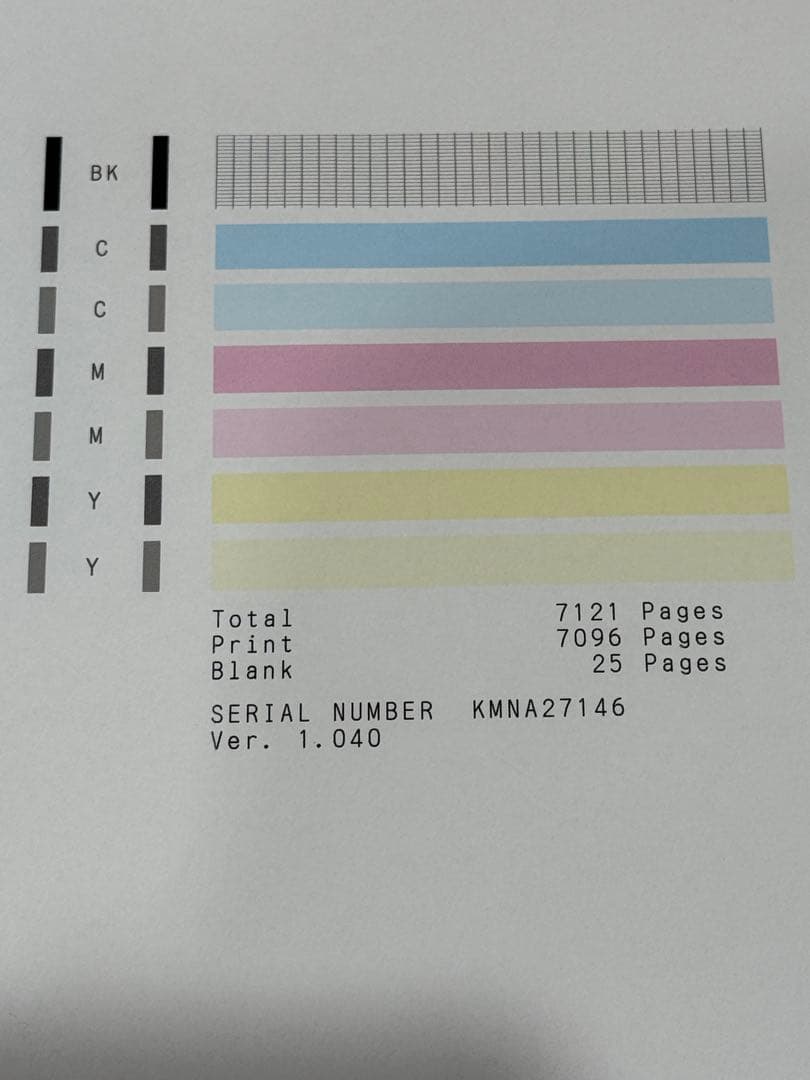 BK
C
C
M
M
Y
Y
Total 7121 Pages
Print 7096 Pages
Blank 25 Pages
SERIAL NUMBER KMNA27146
Ver. 1.040